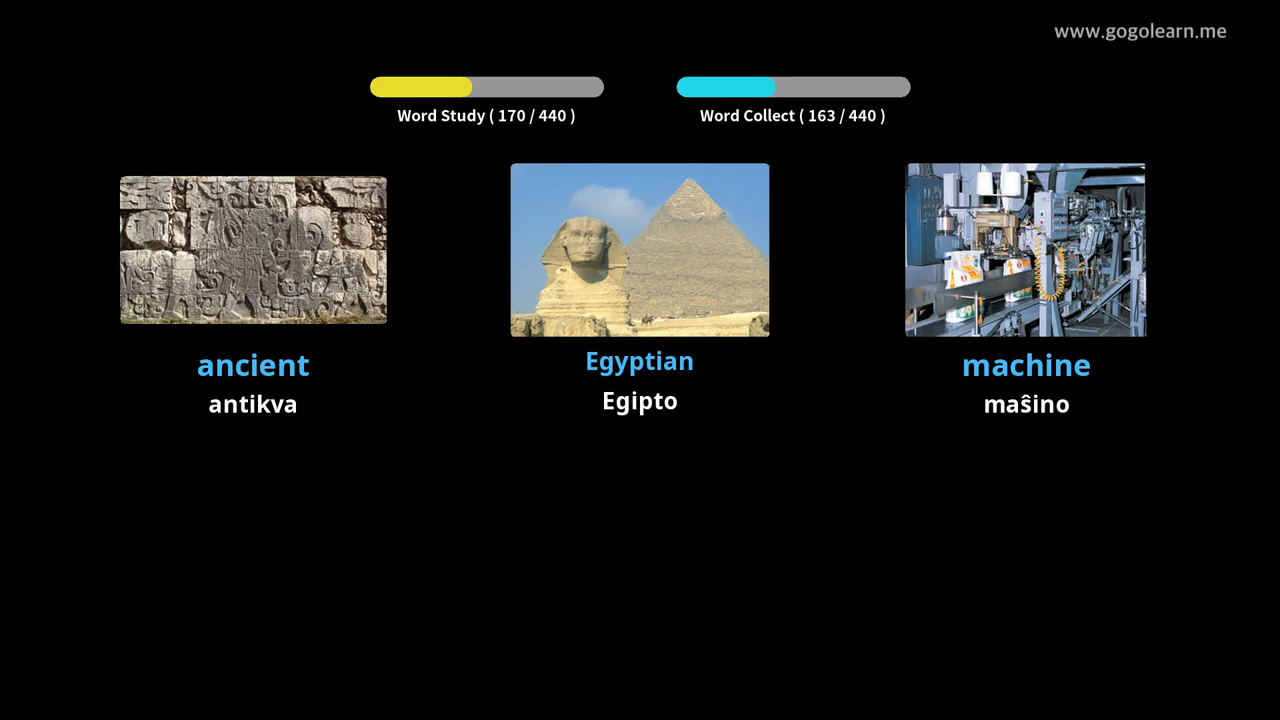 www.gogolearn.me
Word Study ( 170 / 440 )
Word Collect ( 163 / 440 )
ancient
antikva
Egyptian
Egipto
machine
maŝino